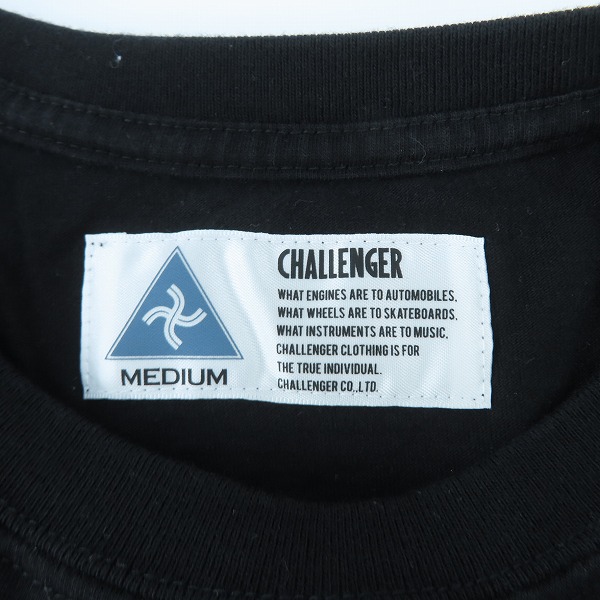 CHALLENGER
WHAT ENGINES ARE TO AUTOMOBILES.
WHAT WHEELS ARE TO SKATEBOARDS.
WHAT INSTRUMENTS ARE TO MUSIC.
CHALLENGER CLOTHING IS FOR
THE TRUE INDIVIDUAL.
CHALLENGER CO.,LTD.
MEDIUM